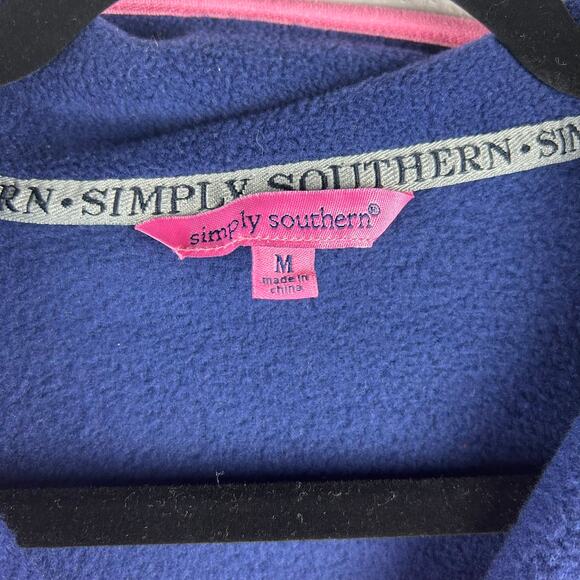 RN • SIMPLY SOUTHERN • SIM
simply southern®
M
made in
china